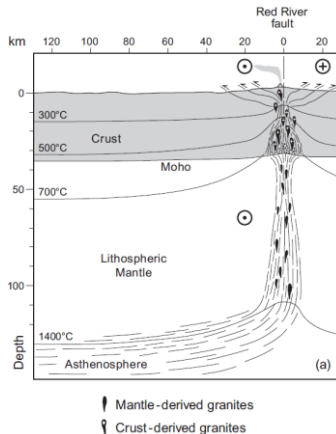 Red River
fault
km
120 100 80 60 40 20 0 20
0
300°C
Crust
500°C
Moho
50
700°C
Lithospheric
Mantle
100
1400°C
Asthenosphere
Depth
(a)
Mantle-derived granites
Crust-derived granites